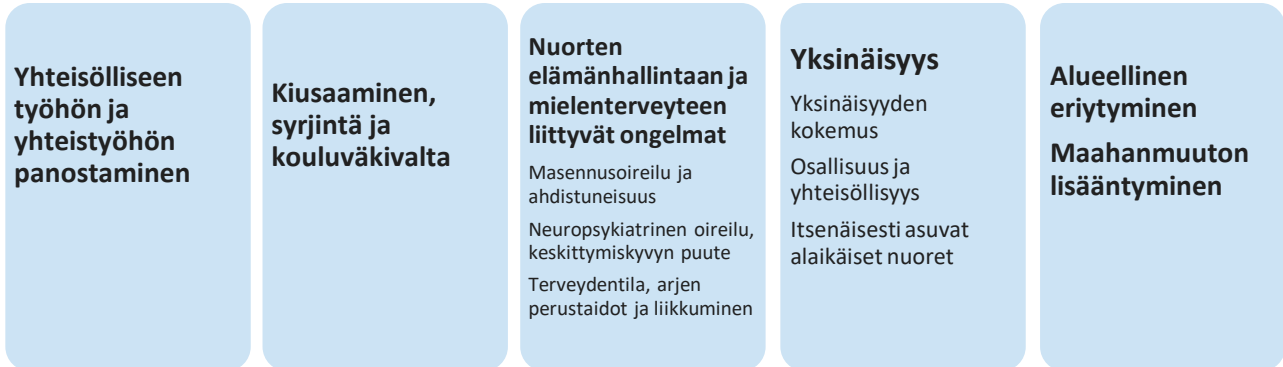 Yhteisölliseen
työhön ja
yhteistyöhön
panostaminen
Kiusaaminen,
syrjintä ja
kouluväkivalta
Nuorten
elämänhallintaan ja
mielenterveyteen
liittyvät ongelmat
Masennusoireilu ja
ahdistuneisuus
Neuropsykiatrinen oireilu,
keskittymiskyvyn puute
Terveydentila, arjen
perustaidot ja liikkuminen
Yksinäisyys
Yksinäisyyden
kokemus
Osallisuus ja
yhteisöllisyys
Itsenäisesti asuvat
alaikäiset nuoret
Alueellinen
eriytyminen
Maahanmuuton
lisääntyminen